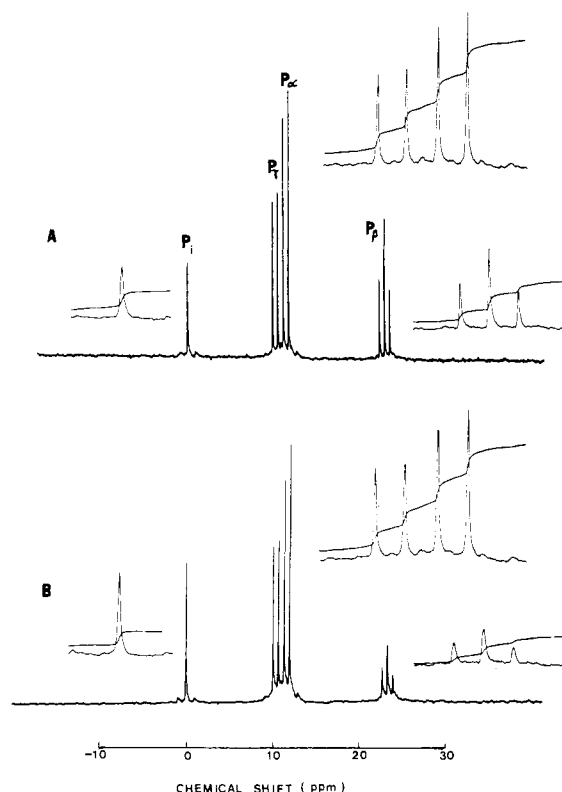 Pα
Pγ
A
Pi
Pβ
B
-10 0 10 20 30
CHEMICAL SHIFT (ppm)